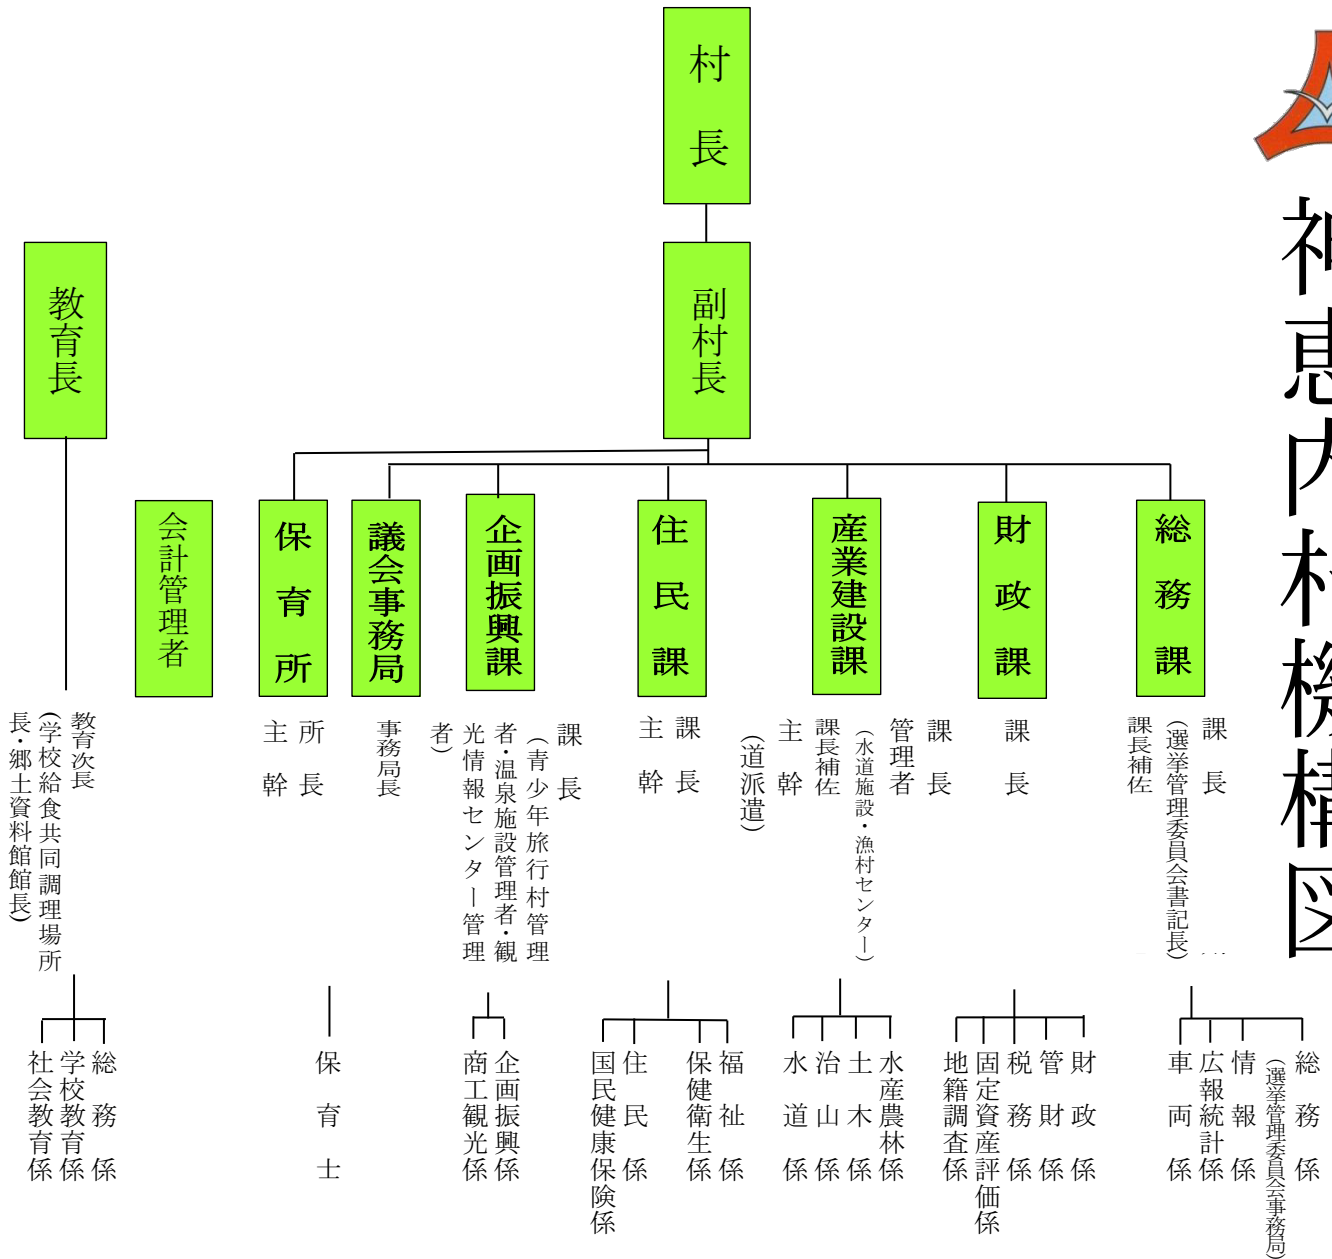 神恵内村機構図
村長
副村長
教育長
総務課
財政課
産業建設課
住民課
企画振興課
議会事務局
保育所
会計管理者
課長
(選挙管理委員会書記長)
課長補佐
課長
課長
管理者
(水道施設・漁村センター)
課長補佐
主幹
(道派遣)
課長
主幹
課長
(青少年旅行村管理
者・温泉施設管理者・観
光情報センター管理
者)
事務局長
所長
主幹
教育次長
(学校給食共同調理場所
長・郷土資料館館長)
総務係
(選挙管理委員会事務局)
情報係
広報統計係
車両係
財政係
管財係
税務係
固定資産評価係
地籍調査係
水産農林係
土木係
治山係
水道係
福祉係
保健衛生係
住民係
国民健康保険係
企画振興係
商工観光係
保育士
総務係
学校教育係
社会教育係